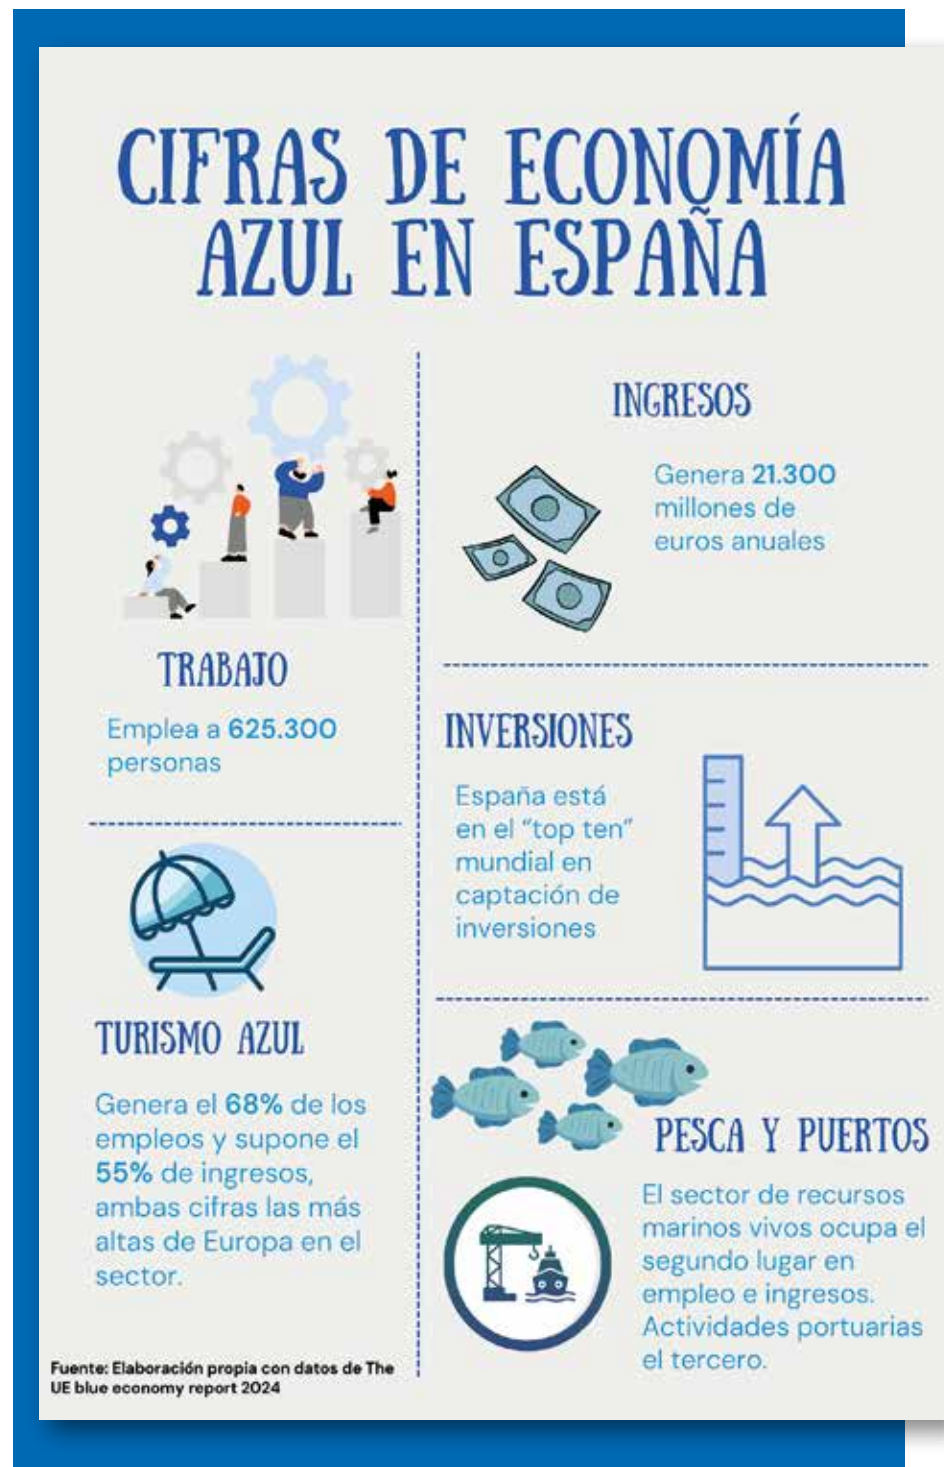 CIFRAS DE ECONOMÍA
AZUL EN ESPAÑA
TRABAJO
Emplea a 625.300
personas
TURISMO AZUL
Genera el 68% de los
empleos y supone el
55% de ingresos,
ambas cifras las más
altas de Europa en el
sector.
INGRESOS
Genera 21.300
millones de
euros anuales
INVERSIONES
España está
en el “top ten”
mundial en
captación de
inversiones
PESCA Y PUERTOS
El sector de recursos
marinos vivos ocupa el
segundo lugar en
empleo e ingresos.
Actividades portuarias
el tercero.
Fuente: Elaboración propia con datos de The
UE blue economy report 2024